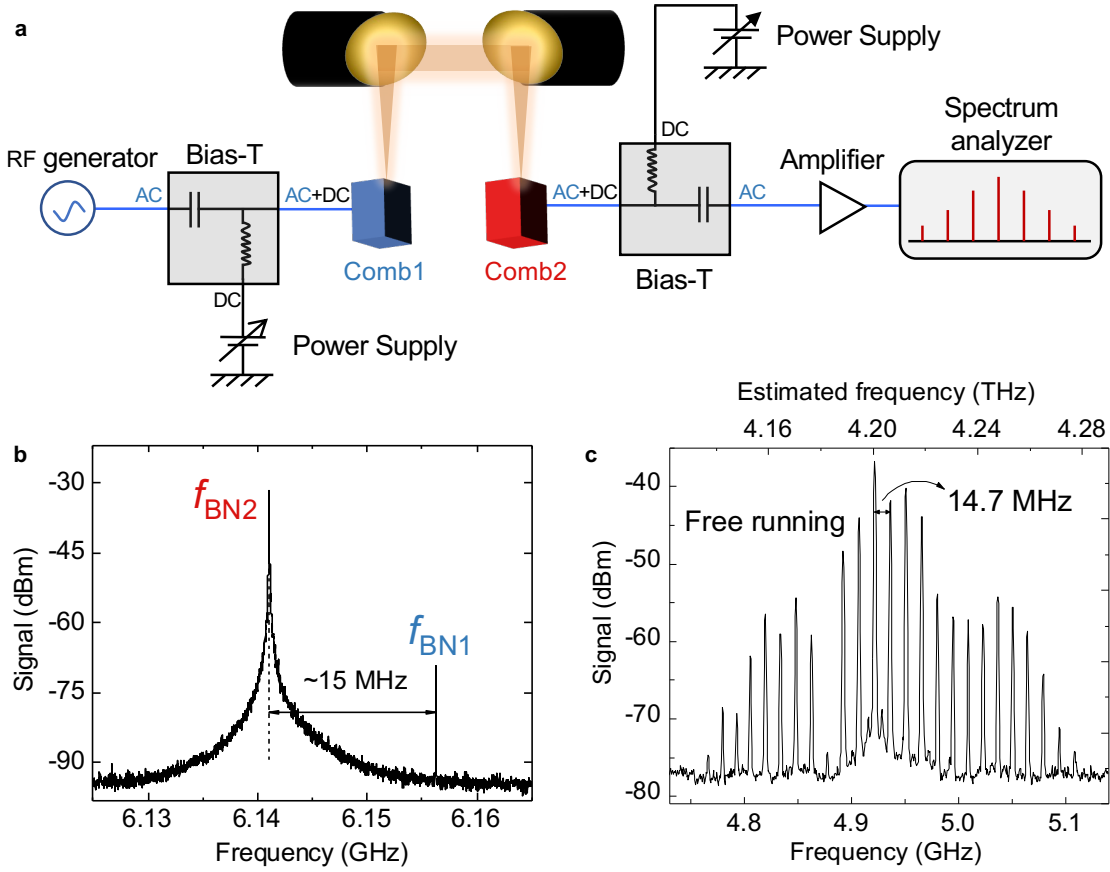 a
Power Supply
DC
Spectrum
analyzer
RF generator
Bias-T
Amplifier
AC
AC+DC
AC+DC
AC
Comb1
Comb2
Bias-T
DC
Power Supply
b
-30
-45
-60
-75
-90
Signal (dBm)
fBN2
fBN1
~15 MHz
6.13
6.14
6.15
6.16
Frequency (GHz)
c
Estimated frequency (THz)
4.16
4.20
4.24
4.28
-40
-50
-60
-70
-80
Signal (dBm)
Free running
14.7 MHz
4.8
4.9
5.0
5.1
Frequency (GHz)